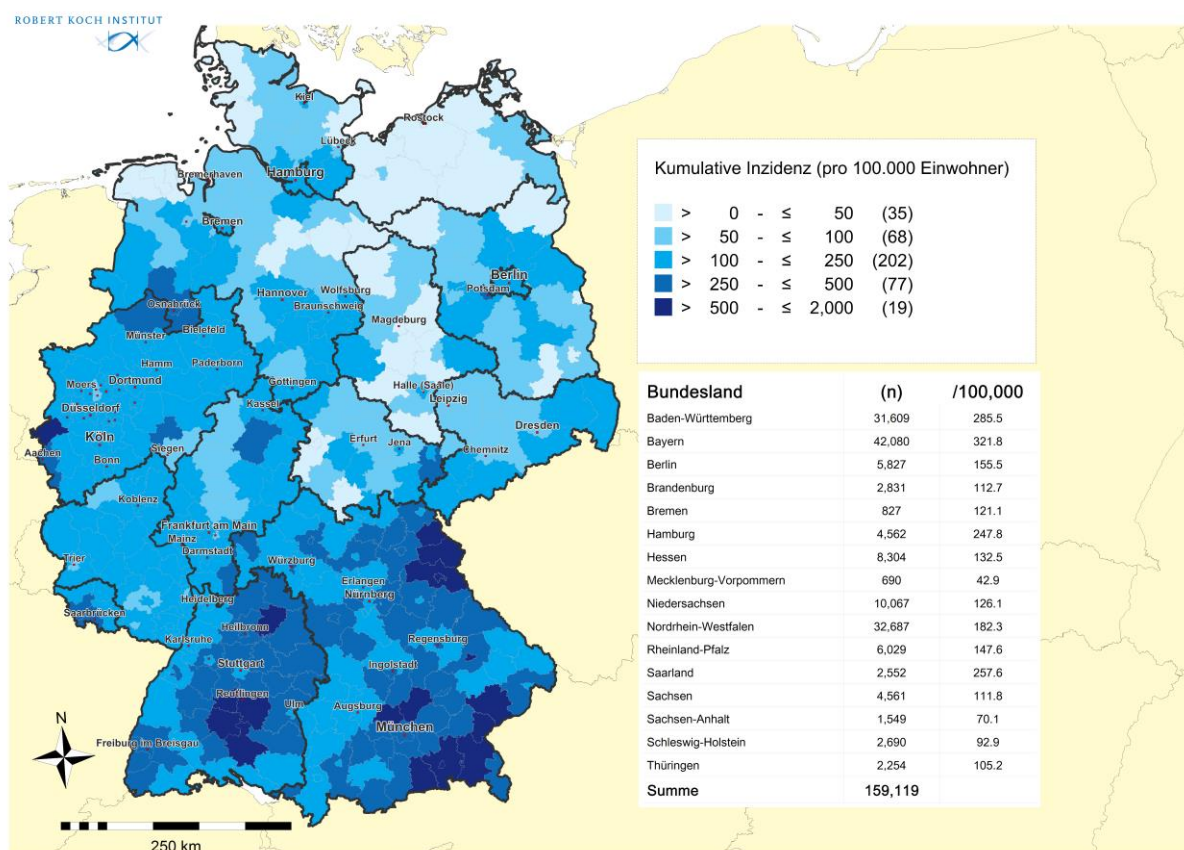 ROBERT KOCH INSTITUT
Kiel
Rostock
Lübeck
Bremerhaven
Hamburg
Bremen
Berlin
Potsdam
Hannover
Wolfsburg
Braunschweig
Osnabrück
Magdeburg
Münster
Bielefeld
Hamm
Paderborn
Moers
Dortmund
Göttingen
Halle (Saale)
Leipzig
Kassel
Düsseldorf
Dresden
Köln
Erfurt
Jena
Aachen
Siegen
Chemnitz
Bonn
Koblenz
Frankfurt am Main
Mainz
Darmstadt
Würzburg
Trier
Erlangen
Nürnberg
Heidelberg
Saarbrücken
Heilbronn
Karlsruhe
Regensburg
Stuttgart
Ingolstadt
Reutlingen
Ulm
Augsburg
München
Freiburg im Breisgau
N
250 km
Kumulative Inzidenz (pro 100.000 Einwohner)
> 0 - ≤ 50 (35)
> 50 - ≤ 100 (68)
> 100 - ≤ 250 (202)
> 250 - ≤ 500 (77)
> 500 - ≤ 2,000 (19)
Bundesland (n) /100,000
Baden-Württemberg 31,609 285.5
Bayern 42,080 321.8
Berlin 5,827 155.5
Brandenburg 2,831 112.7
Bremen 827 121.1
Hamburg 4,562 247.8
Hessen 8,304 132.5
Mecklenburg-Vorpommern 690 42.9
Niedersachsen 10,067 126.1
Nordrhein-Westfalen 32,687 182.3
Rheinland-Pfalz 6,029 147.6
Saarland 2,552 257.6
Sachsen 4,561 111.8
Sachsen-Anhalt 1,549 70.1
Schleswig-Holstein 2,690 92.9
Thüringen 2,254 105.2
Summe 159,119